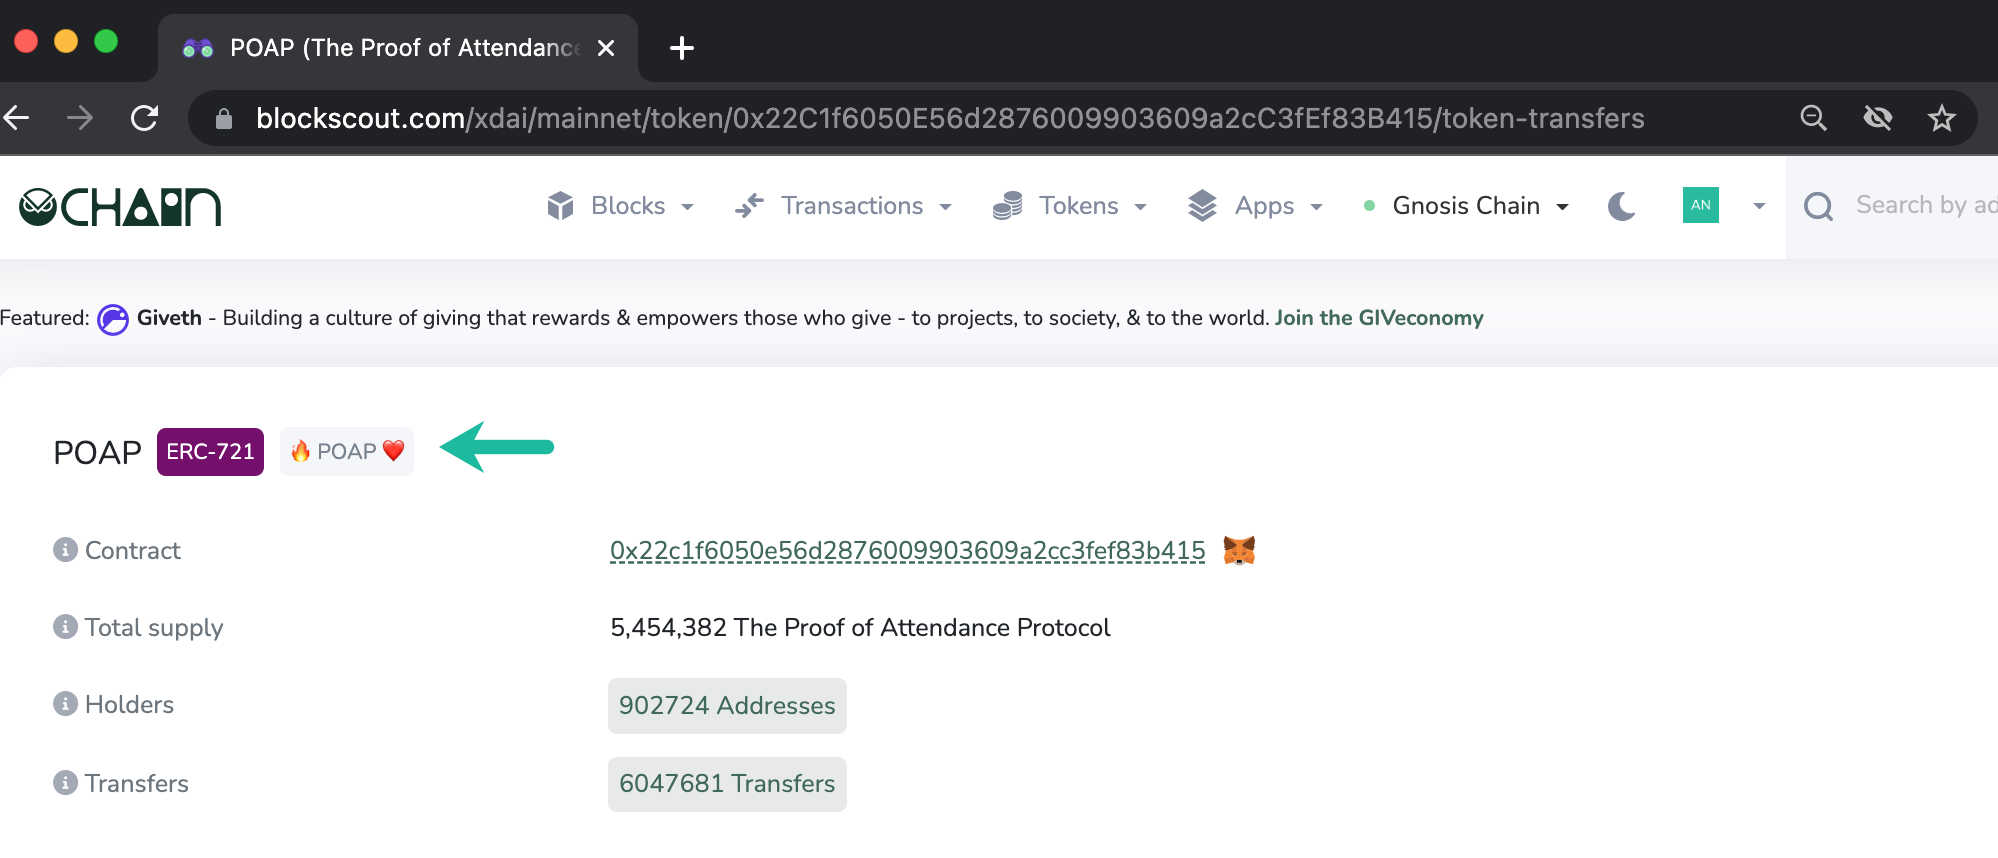 POAP (The Proof of Attendance
blockscout.com/xdai/mainnet/token/0x22C1f6050E56d2876009903609a2cC3fEf83B415/token-transfers
CHAIN Blocks Transactions Tokens Apps Gnosis Chain AN Search by ad
Featured: Giveth - Building a culture of giving that rewards & empowers those who give - to projects, to society, & to the world. Join the GIVeconomy
POAP ERC-721 🔥 POAP ❤️
Contract 0x22c1f6050e56d2876009903609a2cc3fef83b415
Total supply 5,454,382 The Proof of Attendance Protocol
Holders 902724 Addresses
Transfers 6047681 Transfers